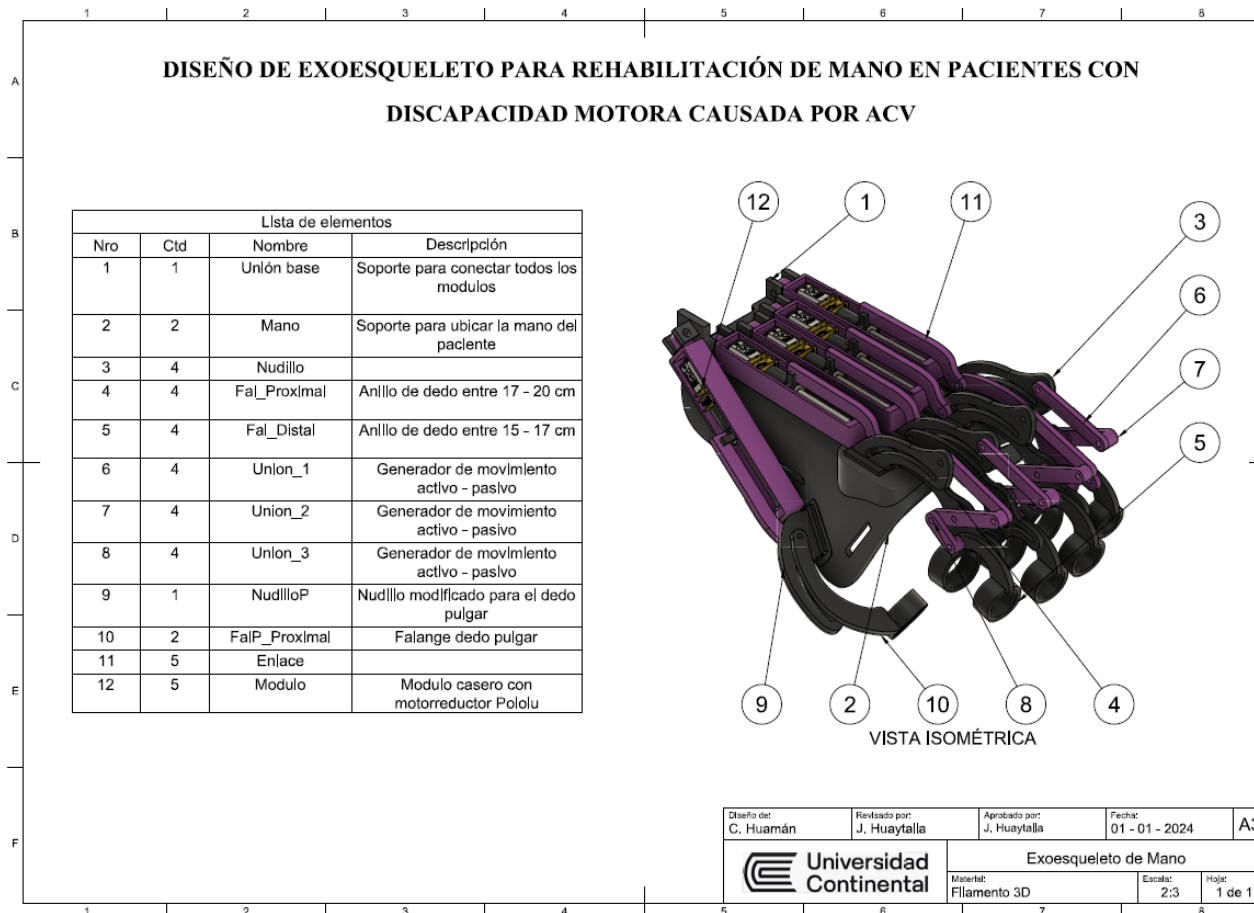 1 2 3 4 5 6 7 8
A
B
C
D
E
F
DISEÑO DE EXOESQUELETO PARA REHABILITACIÓN DE MANO EN PACIENTES CON
DISCAPACIDAD MOTORA CAUSADA POR ACV
Lista de elementos
Nro Ctd Nombre Descripción
1 1 Unión base Soporte para conectar todos los
modulos
2 2 Mano Soporte para ubicar la mano del
paciente
3 4 Nudillo
4 4 Fal_Proximal Anillo de dedo entre 17 - 20 cm
5 4 Fal_Distal Anillo de dedo entre 15 - 17 cm
6 4 Union_1 Generador de movimiento
activo - pasivo
7 4 Union_2 Generador de movimiento
activo - pasivo
8 4 Union_3 Generador de movimiento
activo - pasivo
9 1 NudilloP Nudillo modificado para el dedo
pulgar
10 2 FalP_Proximal Falange dedo pulgar
11 5 Enlace
12 5 Modulo Modulo casero con
motorreductor Pololu
12 1 11
3
6
7
5
9 2 10 8 4
VISTA ISOMÉTRICA
Diseño de: Revisado por: Aprobado por: Fecha:
C. Huamán J. Huaytalla J. Huaytalla 01 - 01 - 2024 A3
Universidad
Continental
Exoesqueleto de Mano
Material: Escala: Hoja:
Filamento 3D 2:3 1 de 1
1 2 3 4 5 6 7 8